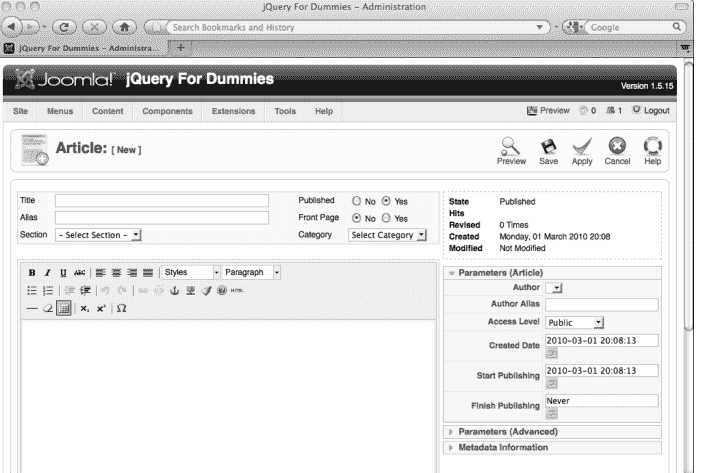 jQuery For Dummies – Administration
Search Bookmarks and History
Google
jQuery For Dummies – Administra...
Joomla! jQuery For Dummies
Version 1.5.15
Site Menus Content Components Extensions Tools Help
Preview 0 1 Logout
Article: [ New ]
Preview Save Apply Cancel Help
Title
Published No Yes
Alias
Front Page No Yes
Section – Select Section –
Category Select Category
State Published
Hits
Revised 0 Times
Created Monday, 01 March 2010 20:08
Modified Not Modified
B I U ABC Styles Paragraph
HTML
x, x² Ω
Parameters (Article)
Author
Author Alias
Access Level Public
Created Date 2010-03-01 20:08:13
Start Publishing 2010-03-01 20:08:13
Finish Publishing Never
Parameters (Advanced)
Metadata Information